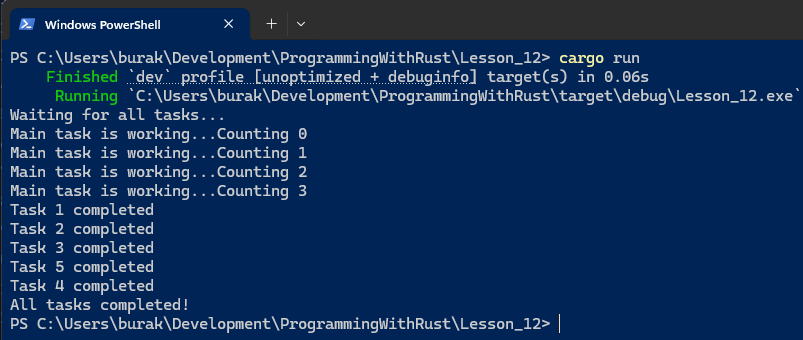 Windows PowerShell
PS C:\Users\burak\Development\ProgrammingWithRust\Lesson_12> cargo run
Finished `dev` profile [unoptimized + debuginfo] target(s) in 0.06s
Running `C:\Users\burak\Development\ProgrammingWithRust\target\debug\Lesson_12.exe`
Waiting for all tasks...
Main task is working...Counting 0
Main task is working...Counting 1
Main task is working...Counting 2
Main task is working...Counting 3
Task 1 completed
Task 2 completed
Task 3 completed
Task 5 completed
Task 4 completed
All tasks completed!
PS C:\Users\burak\Development\ProgrammingWithRust\Lesson_12>